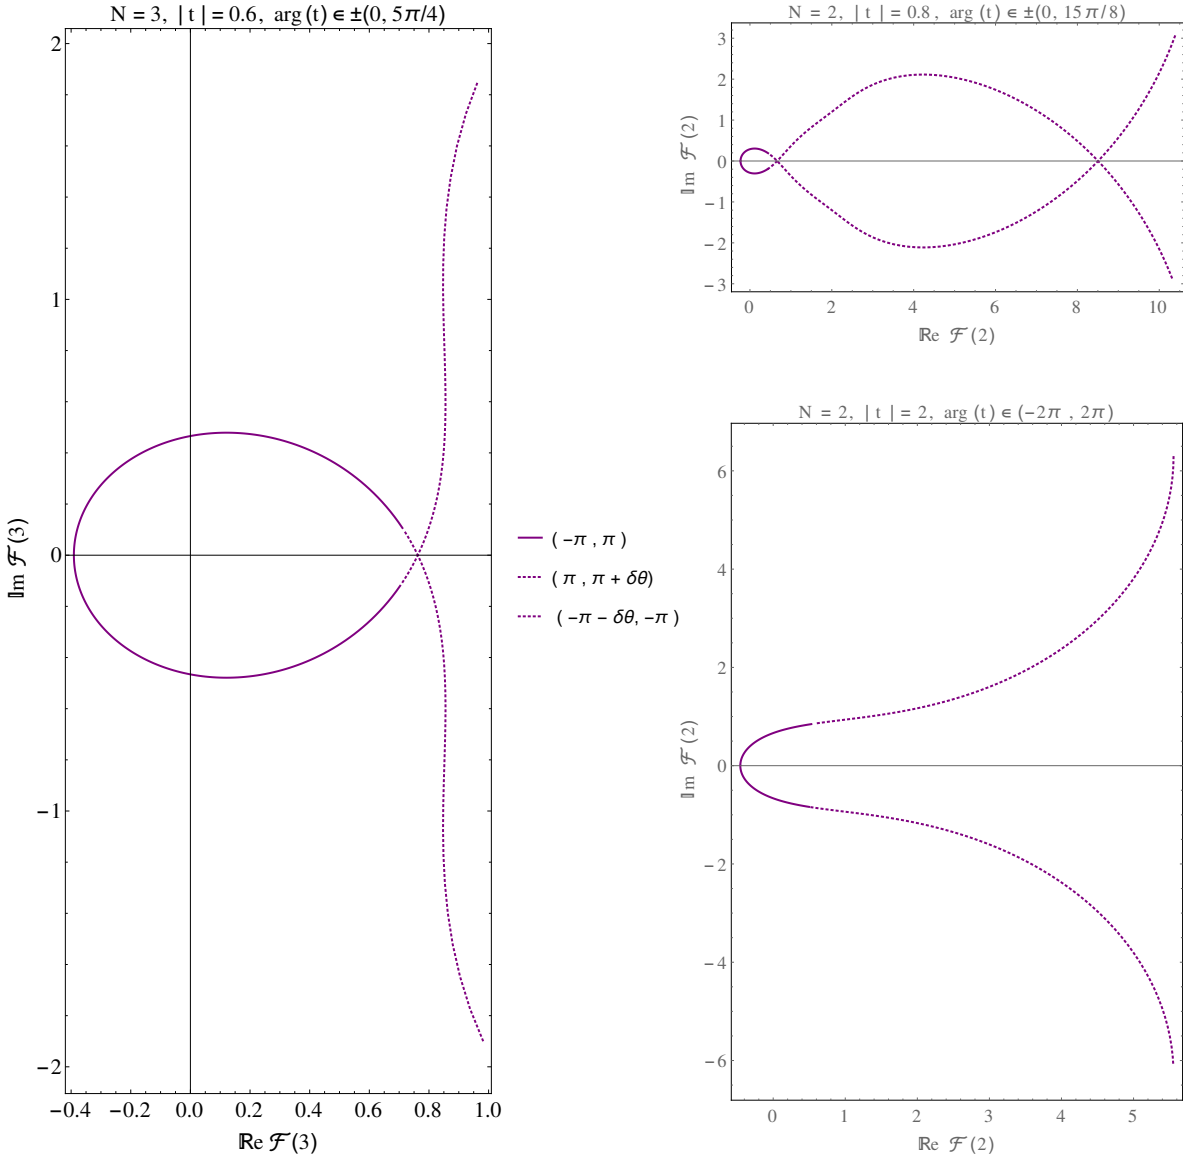 N = 3, | t | = 0.6, arg(t) ∈ ±(0, 5π/4)
2
1
0
−1
−2
−0.4 −0.2 0.0 0.2 0.4 0.6 0.8 1.0
𝕀m ℱ(3)
ℝe ℱ(3)
(−π, π)
(π, π + δθ)
(−π − δθ, −π)
N = 2, | t | = 0.8, arg(t) ∈ ±(0, 15π/8)
3
2
1
0
−1
−2
−3
0 2 4 6 8 10
𝕀m ℱ(2)
ℝe ℱ(2)
N = 2, | t | = 2, arg(t) ∈ (−2π, 2π)
6
4
2
0
−2
−4
−6
0 1 2 3 4 5
𝕀m ℱ(2)
ℝe ℱ(2)